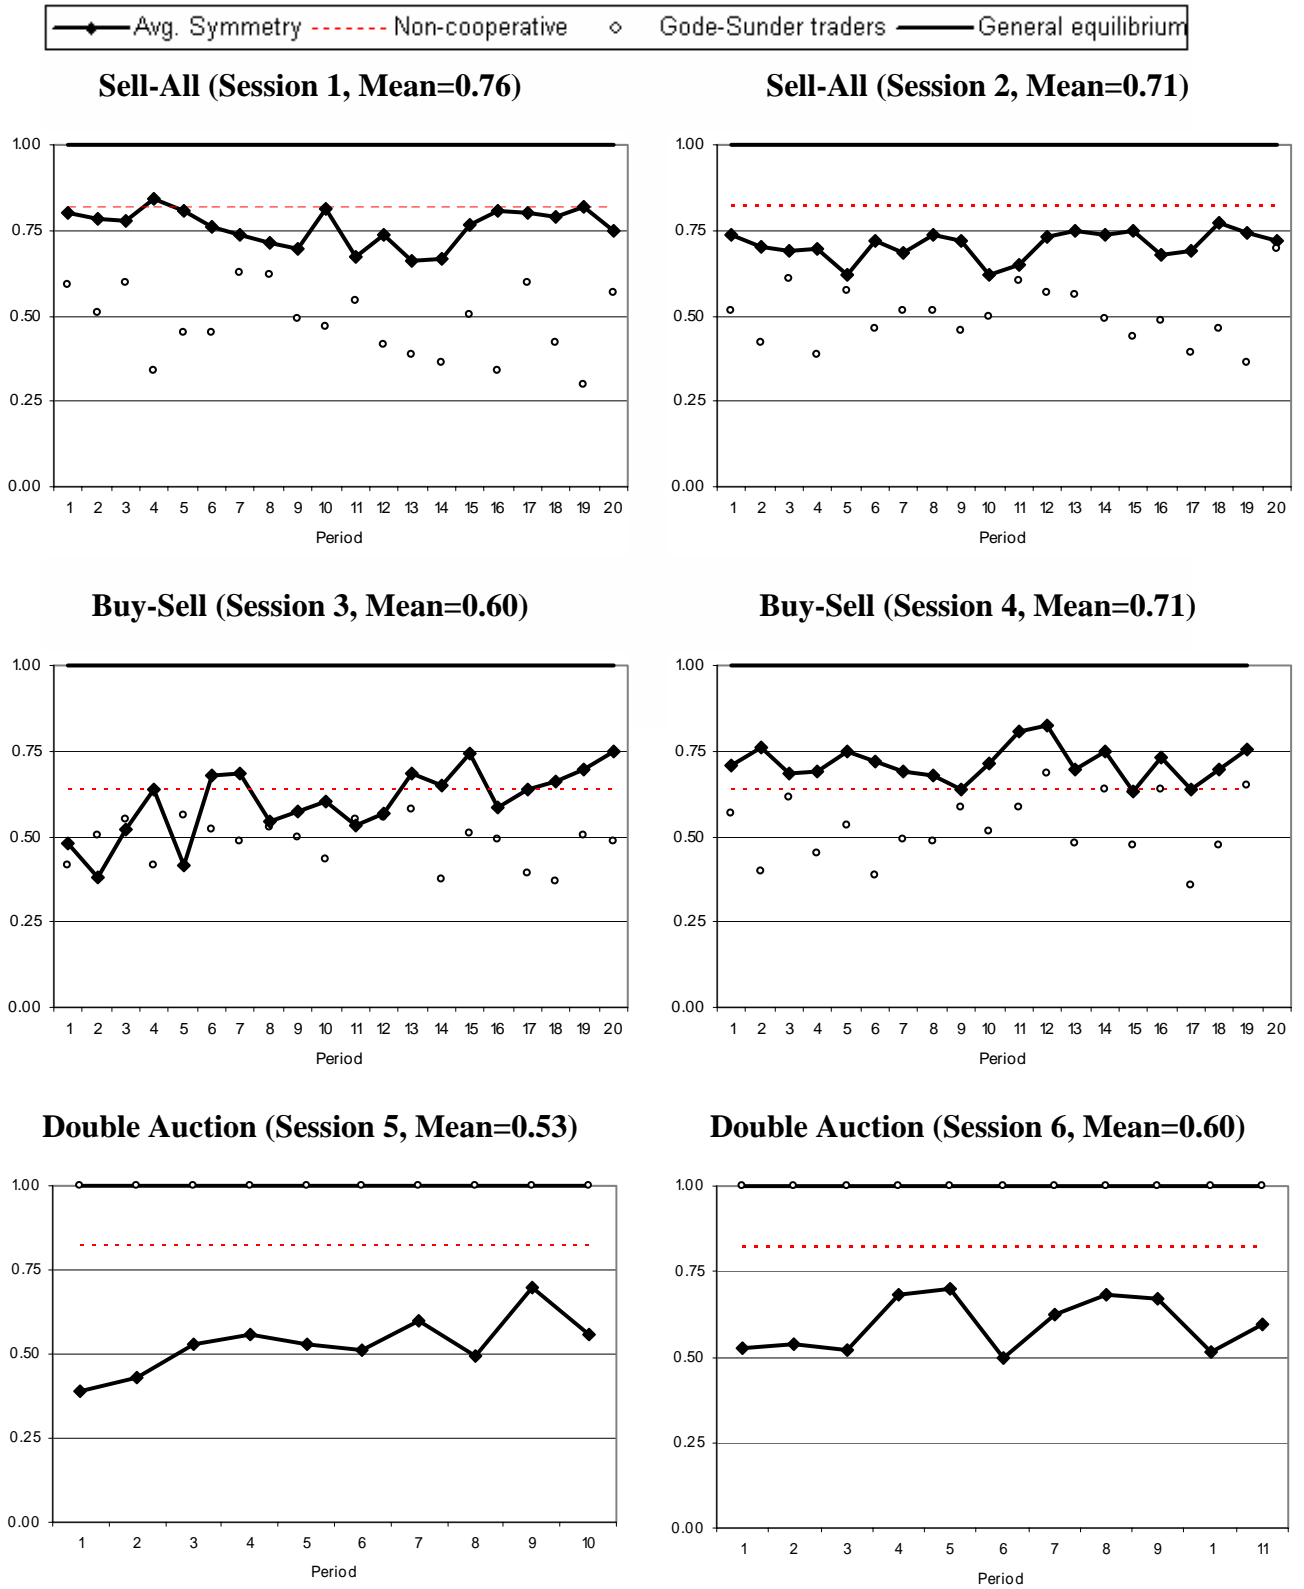 Avg. Symmetry Non-cooperative Gode-Sunder traders General equilibrium
Sell-All (Session 1, Mean=0.76)
1.00
0.75
0.50
0.25
0.00
1 2 3 4 5 6 7 8 9 10 11 12 13 14 15 16 17 18 19 20
Period
Sell-All (Session 2, Mean=0.71)
1.00
0.75
0.50
0.25
0.00
1 2 3 4 5 6 7 8 9 10 11 12 13 14 15 16 17 18 19 20
Period
Buy-Sell (Session 3, Mean=0.60)
1.00
0.75
0.50
0.25
0.00
1 2 3 4 5 6 7 8 9 10 11 12 13 14 15 16 17 18 19 20
Period
Buy-Sell (Session 4, Mean=0.71)
1.00
0.75
0.50
0.25
0.00
1 2 3 4 5 6 7 8 9 10 11 12 13 14 15 16 17 18 19 20
Period
Double Auction (Session 5, Mean=0.53)
1.00
0.75
0.50
0.25
0.00
1 2 3 4 5 6 7 8 9 10
Period
Double Auction (Session 6, Mean=0.60)
1.00
0.75
0.50
0.25
0.00
1 2 3 4 5 6 7 8 9 1 11
Period